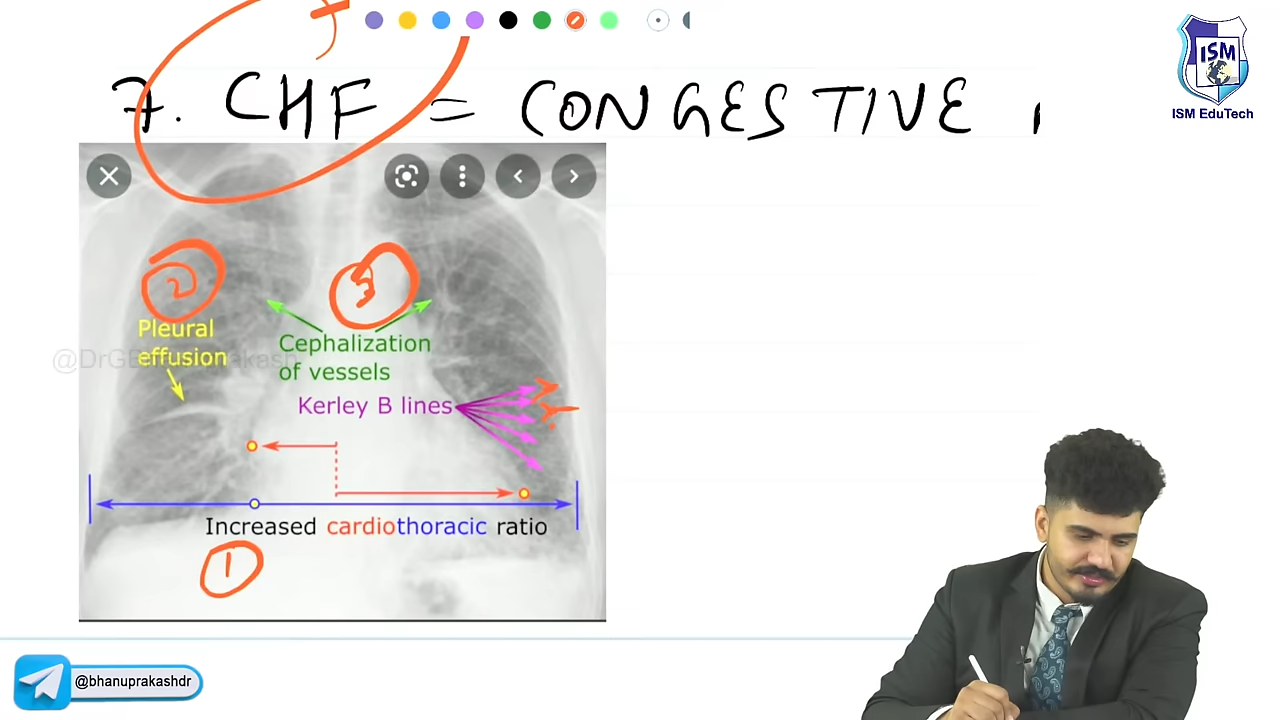 ISM
ISM EduTech
7. CHF = CONGESTIVE
2
3
Pleural
effusion
Cephalization
of vessels
Kerley B lines
Increased cardiothoracic ratio
1
@bhanuprakashdr